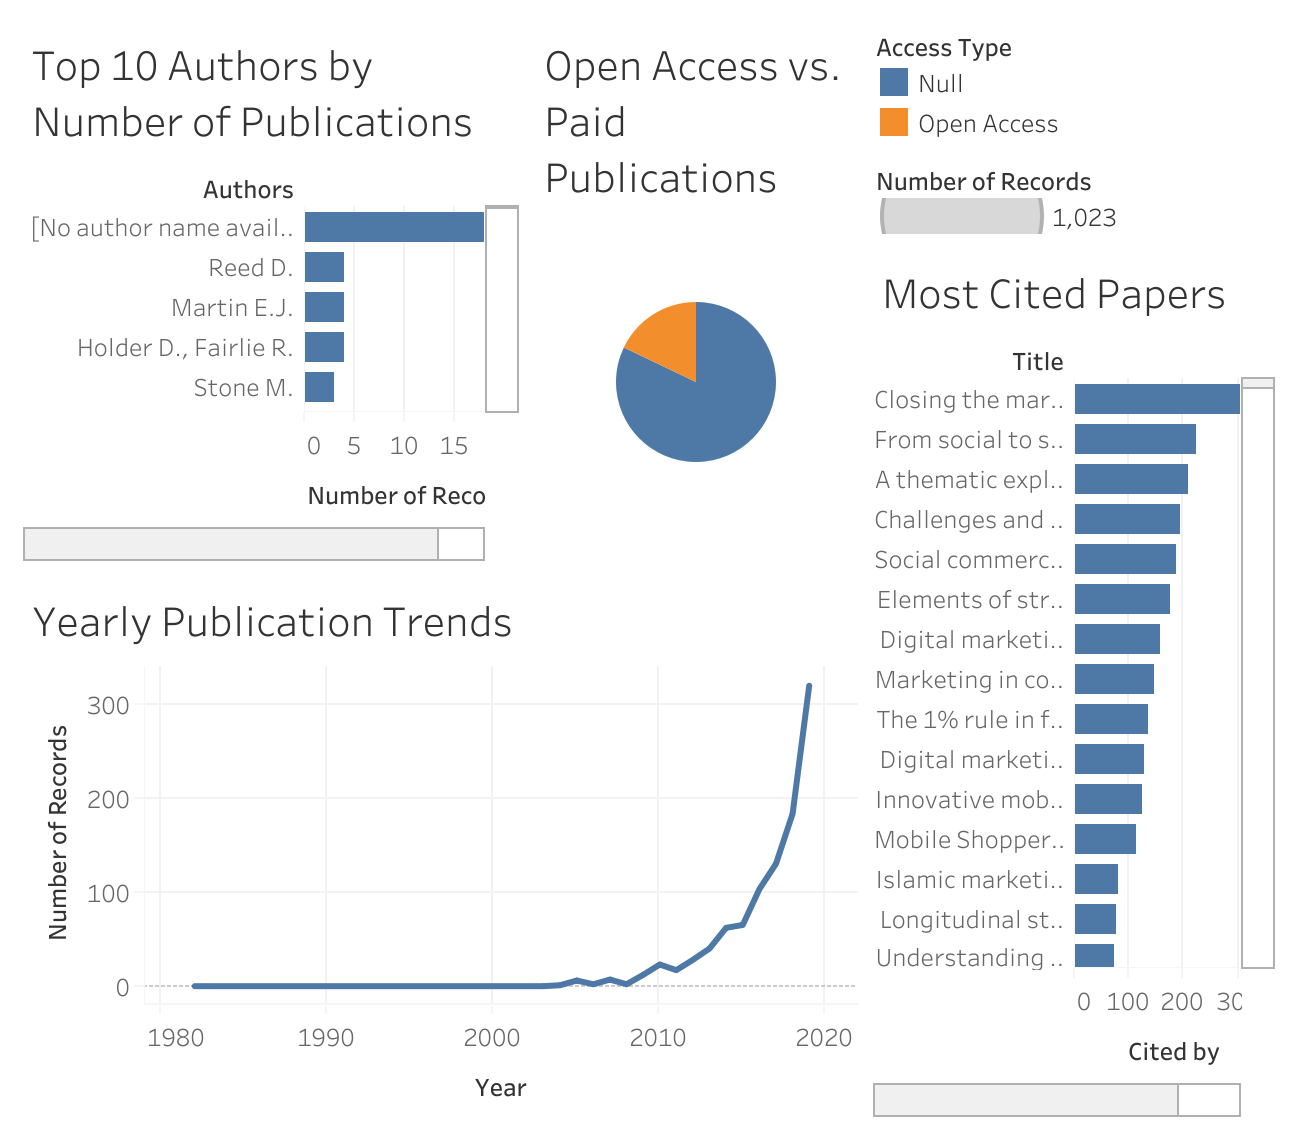 Top 10 Authors by
Number of Publications
Authors
[No author name avail..
Reed D.
Martin E.J.
Holder D., Fairlie R.
Stone M.
0 5 10 15
Number of Reco
Open Access vs.
Paid
Publications
Access Type
Null
Open Access
Number of Records
1,023
Most Cited Papers
Title
Closing the mar..
From social to s..
A thematic expl..
Challenges and ..
Social commerc..
Elements of str..
Digital marketi..
Marketing in co..
The 1% rule in f..
Digital marketi..
Innovative mob..
Mobile Shopper..
Islamic marketi..
Longitudinal st..
Understanding ..
0 100 200 30
Cited by
Yearly Publication Trends
Number of Records
300
200
100
0
1980 1990 2000 2010 2020
Year